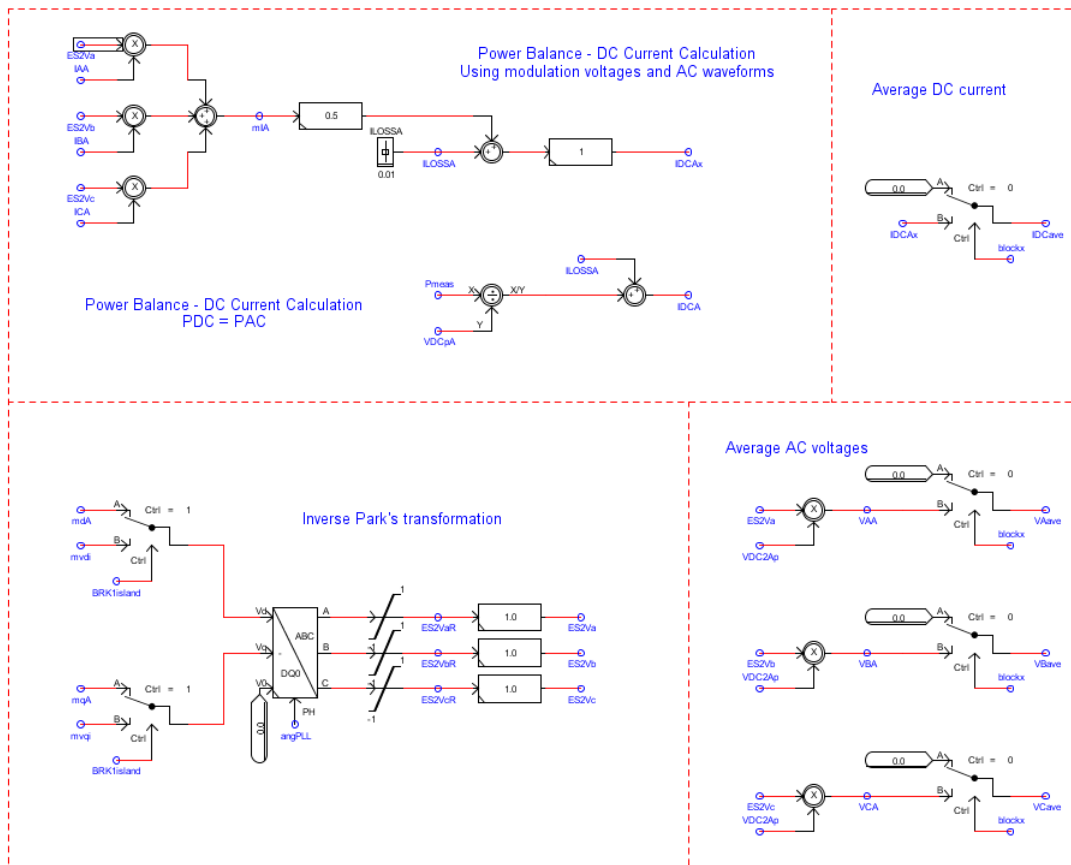 Power Balance - DC Current Calculation
Using modulation voltages and AC waveforms
ES2Va
X
IAA
ES2Vb
X
IBA
ES2Vc
X
ICA
+
+
+
mIA
0.5
ILOSSA
0.01
ILOSSA
+
+
1
IDCAx
Power Balance - DC Current Calculation
PDC = PAC
Pmeas
X
÷
X/Y
VDCpA
Y
ILOSSA
+
+
IDCA
Average DC current
0.0
A
Ctrl = 0
IDCAx
B
Ctrl
IDCave
blockx
Inverse Park's transformation
mdA
A
Ctrl = 1
mvdi
B
Ctrl
BRK1island
mqA
A
Ctrl = 1
mvqi
B
Ctrl
BRK1island
Vd
Vq
V0
ABC
DQ0
A
B
C
PH
angPLL
0.0
1
1
1
-1
ES2VaR
1.0
ES2Va
ES2VbR
1.0
ES2Vb
ES2VcR
1.0
ES2Vc
Average AC voltages
0.0
A
Ctrl = 0
ES2Va
X
VAA
B
Ctrl
VAave
VDC2Ap
blockx
0.0
A
Ctrl = 0
ES2Vb
X
VBA
B
Ctrl
VBave
VDC2Ap
blockx
0.0
A
Ctrl = 0
ES2Vc
X
VCA
B
Ctrl
VCave
VDC2Ap
blockx